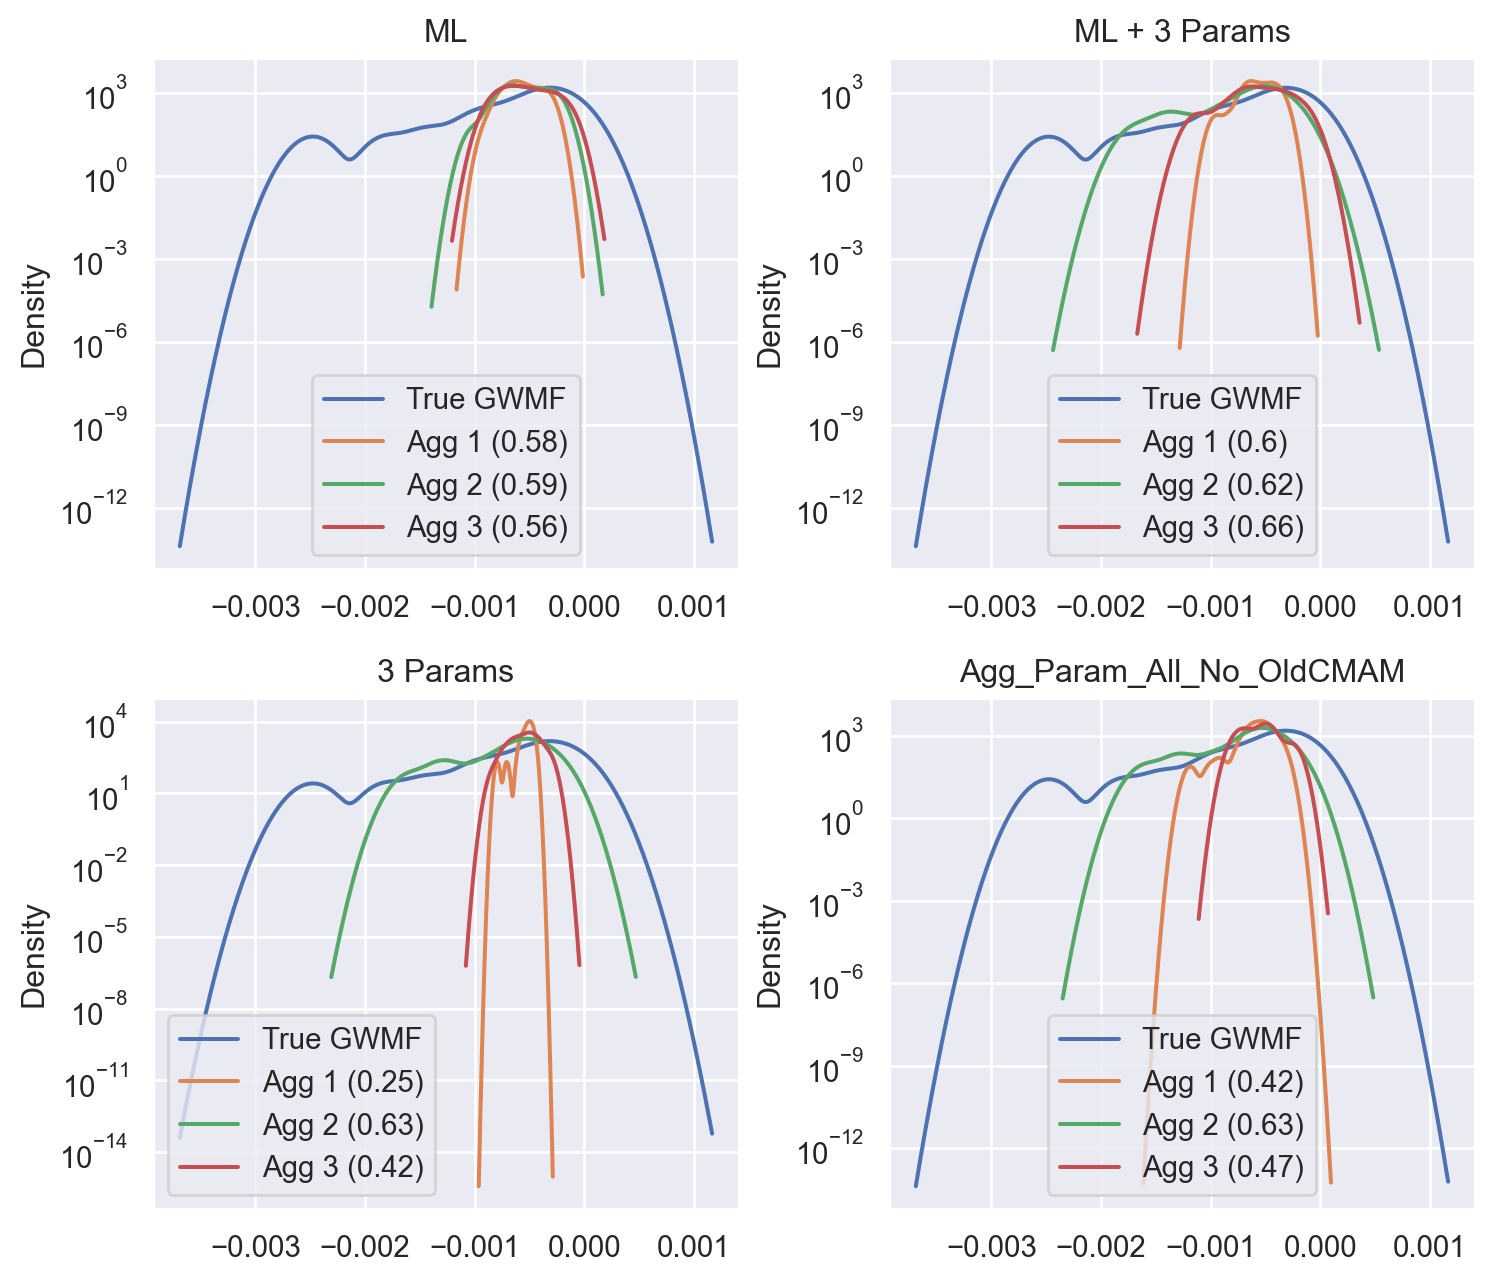 ML
Density
10^3
10^0
10^−3
10^−6
10^−9
10^−12
True GWMF
Agg 1 (0.58)
Agg 2 (0.59)
Agg 3 (0.56)
−0.003 −0.002 −0.001 0.000 0.001
ML + 3 Params
Density
10^3
10^0
10^−3
10^−6
10^−9
10^−12
True GWMF
Agg 1 (0.6)
Agg 2 (0.62)
Agg 3 (0.66)
−0.003 −0.002 −0.001 0.000 0.001
3 Params
Density
10^4
10^1
10^−2
10^−5
10^−8
10^−11
10^−14
True GWMF
Agg 1 (0.25)
Agg 2 (0.63)
Agg 3 (0.42)
−0.003 −0.002 −0.001 0.000 0.001
Agg_Param_All_No_OldCMAM
Density
10^3
10^0
10^−3
10^−6
10^−9
10^−12
True GWMF
Agg 1 (0.42)
Agg 2 (0.63)
Agg 3 (0.47)
−0.003 −0.002 −0.001 0.000 0.001